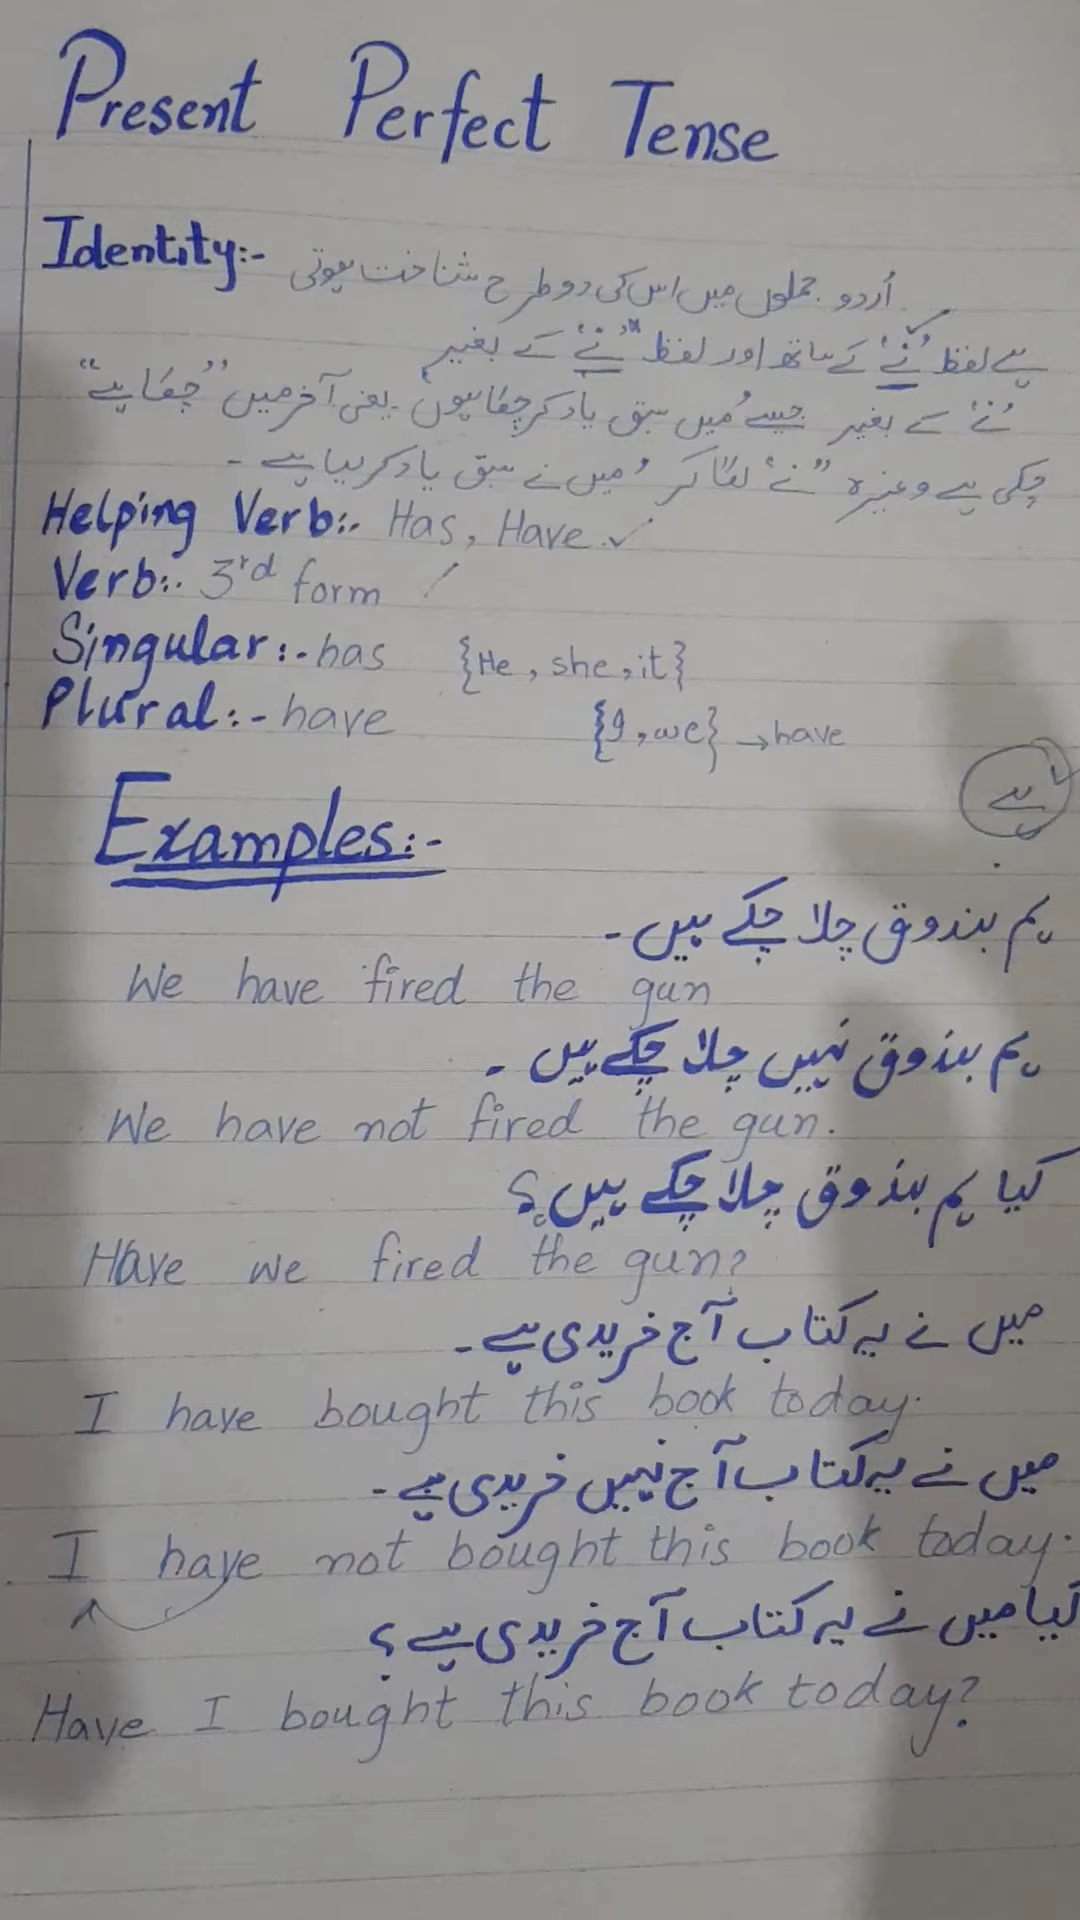 Present Perfect Tense
Identity:- اُردو جملوں میں اس کی دو طرح شناخت ہوتی
ہے لفظ "نے" کے ساتھ اور لفظ "نے" کے بغیر
"نے" کے بغیر جیسے "میں سبق یاد کر چکا ہوں" یعنی آخر میں "چکا ہے"
چکی ہے وغیرہ "نے" لگا کر "میں نے سبق یاد کر لیا ہے -
Helping Verb:- Has, Have ✓
Verb:- 3rd form
Singular:- has {He, she, it}
Plural:- have {I, we} → have
ہے
Examples:-
ہم بندوق چلا چکے ہیں -
We have fired the gun
ہم بندوق نہیں چلا چکے ہیں -
We have not fired the gun.
کیا ہم بندوق چلا چکے ہیں؟
Have we fired the gun?
میں نے یہ کتاب آج خریدی ہے -
I have bought this book today.
میں نے یہ کتاب آج نہیں خریدی ہے -
I have not bought this book today.
کیا میں نے یہ کتاب آج خریدی ہے؟
Have I bought this book today?